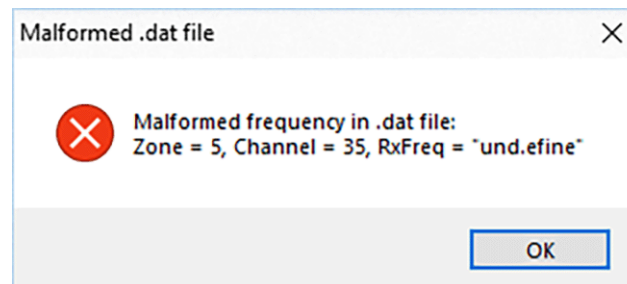 Malformed .dat file
Malformed frequency in .dat file:
Zone = 5, Channel = 35, RxFreq = "und.efine"
OK